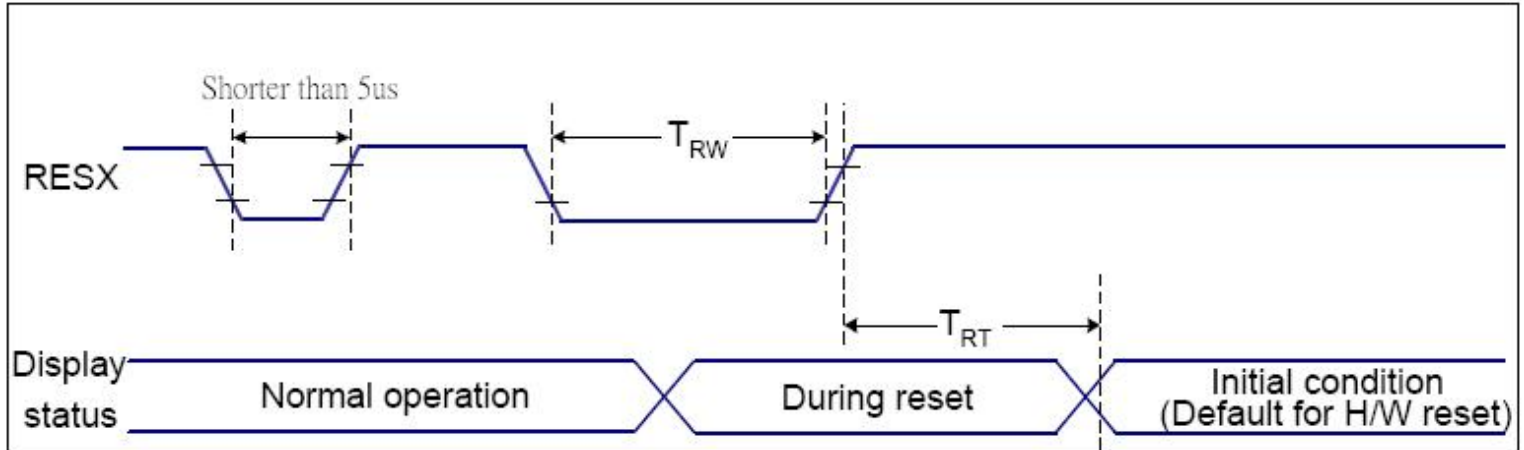 Shorter than 5us
RESX
TRW
TRT
Display
status
Normal operation
During reset
Initial condition
(Default for H/W reset)